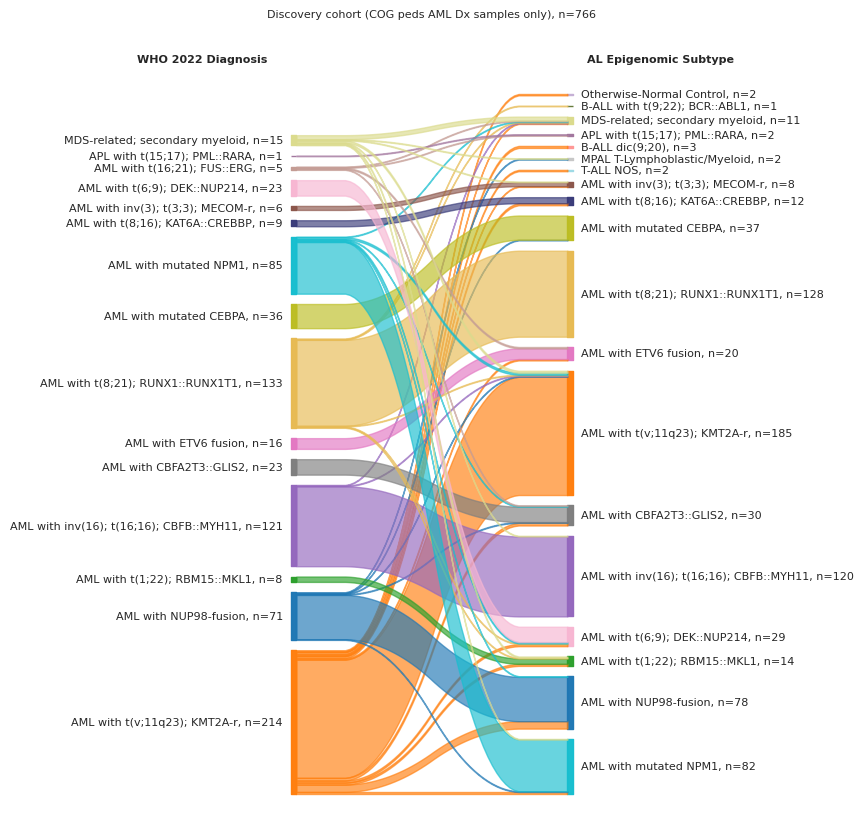 Discovery cohort (COG peds AML Dx samples only), n=766
WHO 2022 Diagnosis
AL Epigenomic Subtype
MDS-related; secondary myeloid, n=15
APL with t(15;17); PML::RARA, n=1
AML with t(16;21); FUS::ERG, n=5
AML with t(6;9); DEK::NUP214, n=23
AML with inv(3); t(3;3); MECOM-r, n=6
AML with t(8;16); KAT6A::CREBBP, n=9
AML with mutated NPM1, n=85
AML with mutated CEBPA, n=36
AML with t(8;21); RUNX1::RUNX1T1, n=133
AML with ETV6 fusion, n=16
AML with CBFA2T3::GLIS2, n=23
AML with inv(16); t(16;16); CBFB::MYH11, n=121
AML with t(1;22); RBM15::MKL1, n=8
AML with NUP98-fusion, n=71
AML with t(v;11q23); KMT2A-r, n=214
Otherwise-Normal Control, n=2
B-ALL with t(9;22); BCR::ABL1, n=1
MDS-related; secondary myeloid, n=11
APL with t(15;17); PML::RARA, n=2
B-ALL dic(9;20), n=3
MPAL T-Lymphoblastic/Myeloid, n=2
T-ALL NOS, n=2
AML with inv(3); t(3;3); MECOM-r, n=8
AML with t(8;16); KAT6A::CREBBP, n=12
AML with mutated CEBPA, n=37
AML with t(8;21); RUNX1::RUNX1T1, n=128
AML with ETV6 fusion, n=20
AML with t(v;11q23); KMT2A-r, n=185
AML with CBFA2T3::GLIS2, n=30
AML with inv(16); t(16;16); CBFB::MYH11, n=120
AML with t(6;9); DEK::NUP214, n=29
AML with t(1;22); RBM15::MKL1, n=14
AML with NUP98-fusion, n=78
AML with mutated NPM1, n=82